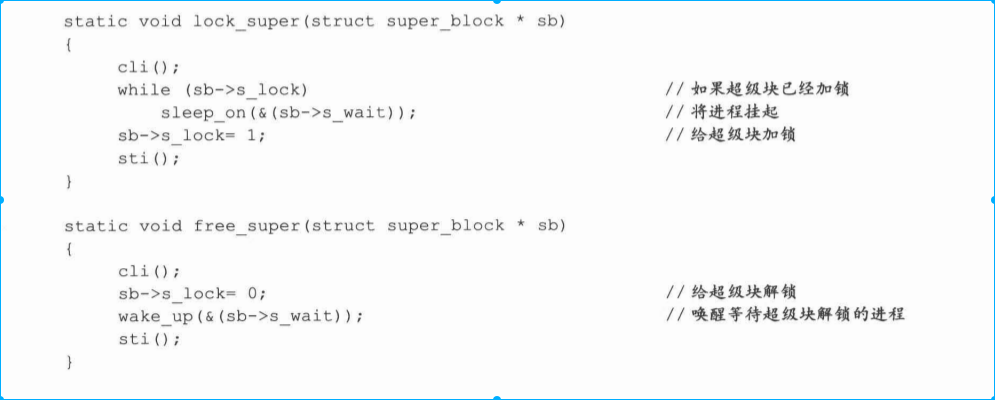 static void lock_super(struct super_block * sb)
{
cli();
while (sb->s_lock) // 如果超级块已经加锁
sleep_on(&(sb->s_wait)); // 将进程挂起
sb->s_lock= 1; // 给超级块加锁
sti();
}
static void free_super(struct super_block * sb)
{
cli();
sb->s_lock= 0; // 给超级块解锁
wake_up(&(sb->s_wait)); // 唤醒等待超级块解锁的进程
sti();
}